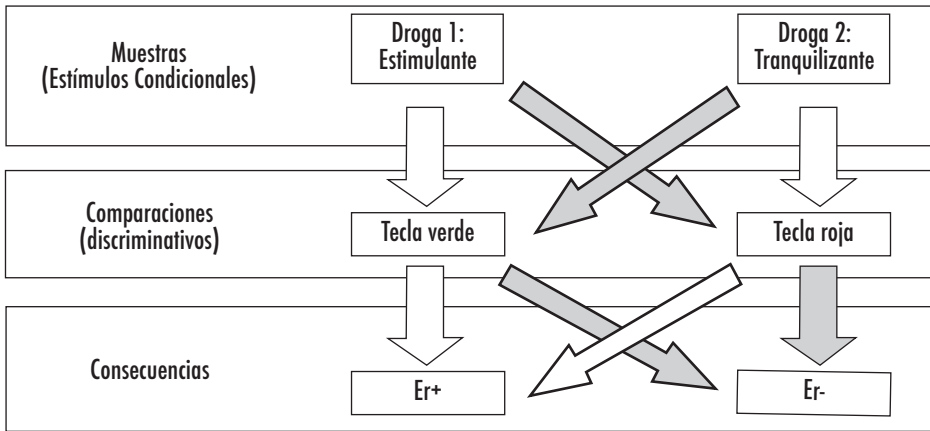 Muestras
(Estímulos Condicionales)
Droga 1:
Estimulante
Droga 2:
Tranquilizante
Comparaciones
(discriminativos)
Tecla verde
Tecla roja
Consecuencias
Er+
Er-